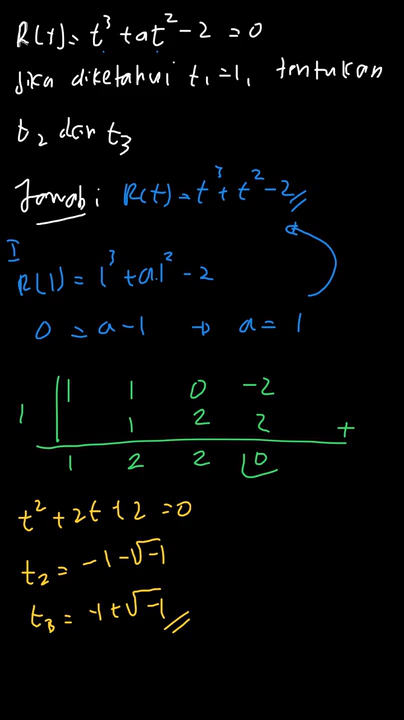 R(t) = t³ + at² - 2 = 0
Jika diketahui t₁ = 1, tentukan
t₂ dan t₃
Jawab : R(t) = t³ + t² - 2
I
R(1) = 1³ + a.1² - 2
0 = a - 1 → a = 1
1 | 1 1 0 -2
1 2 2 +
1 2 2 0
t² + 2t + 2 = 0
t₂ = -1 - √-1
t₃ = -1 + √-1